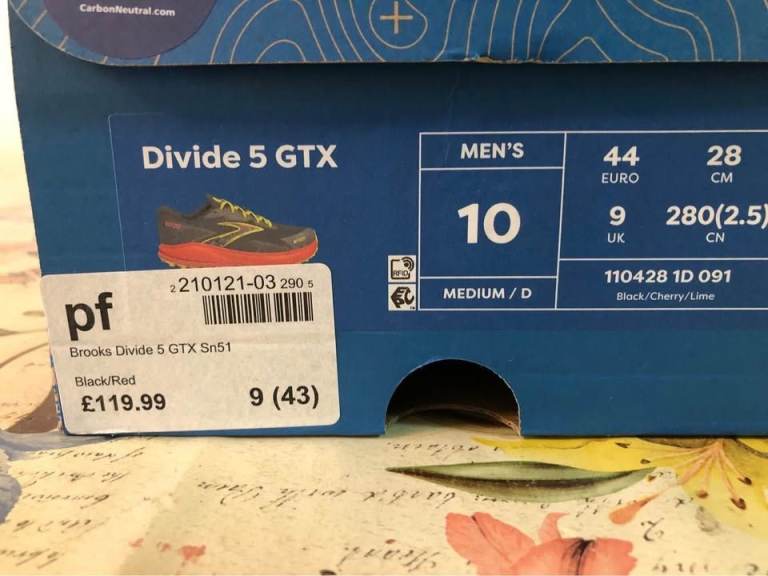 CarbonNeutral.com
Divide 5 GTX
MEN'S
10
MEDIUM / D
44
EURO
28
CM
9
UK
280(2.5)
CN
110428 1D 091
Black/Cherry/Lime
RFID
pf
2 210121-03 290 5
Brooks Divide 5 GTX Sn51
Black/Red
£119.99
9 (43)